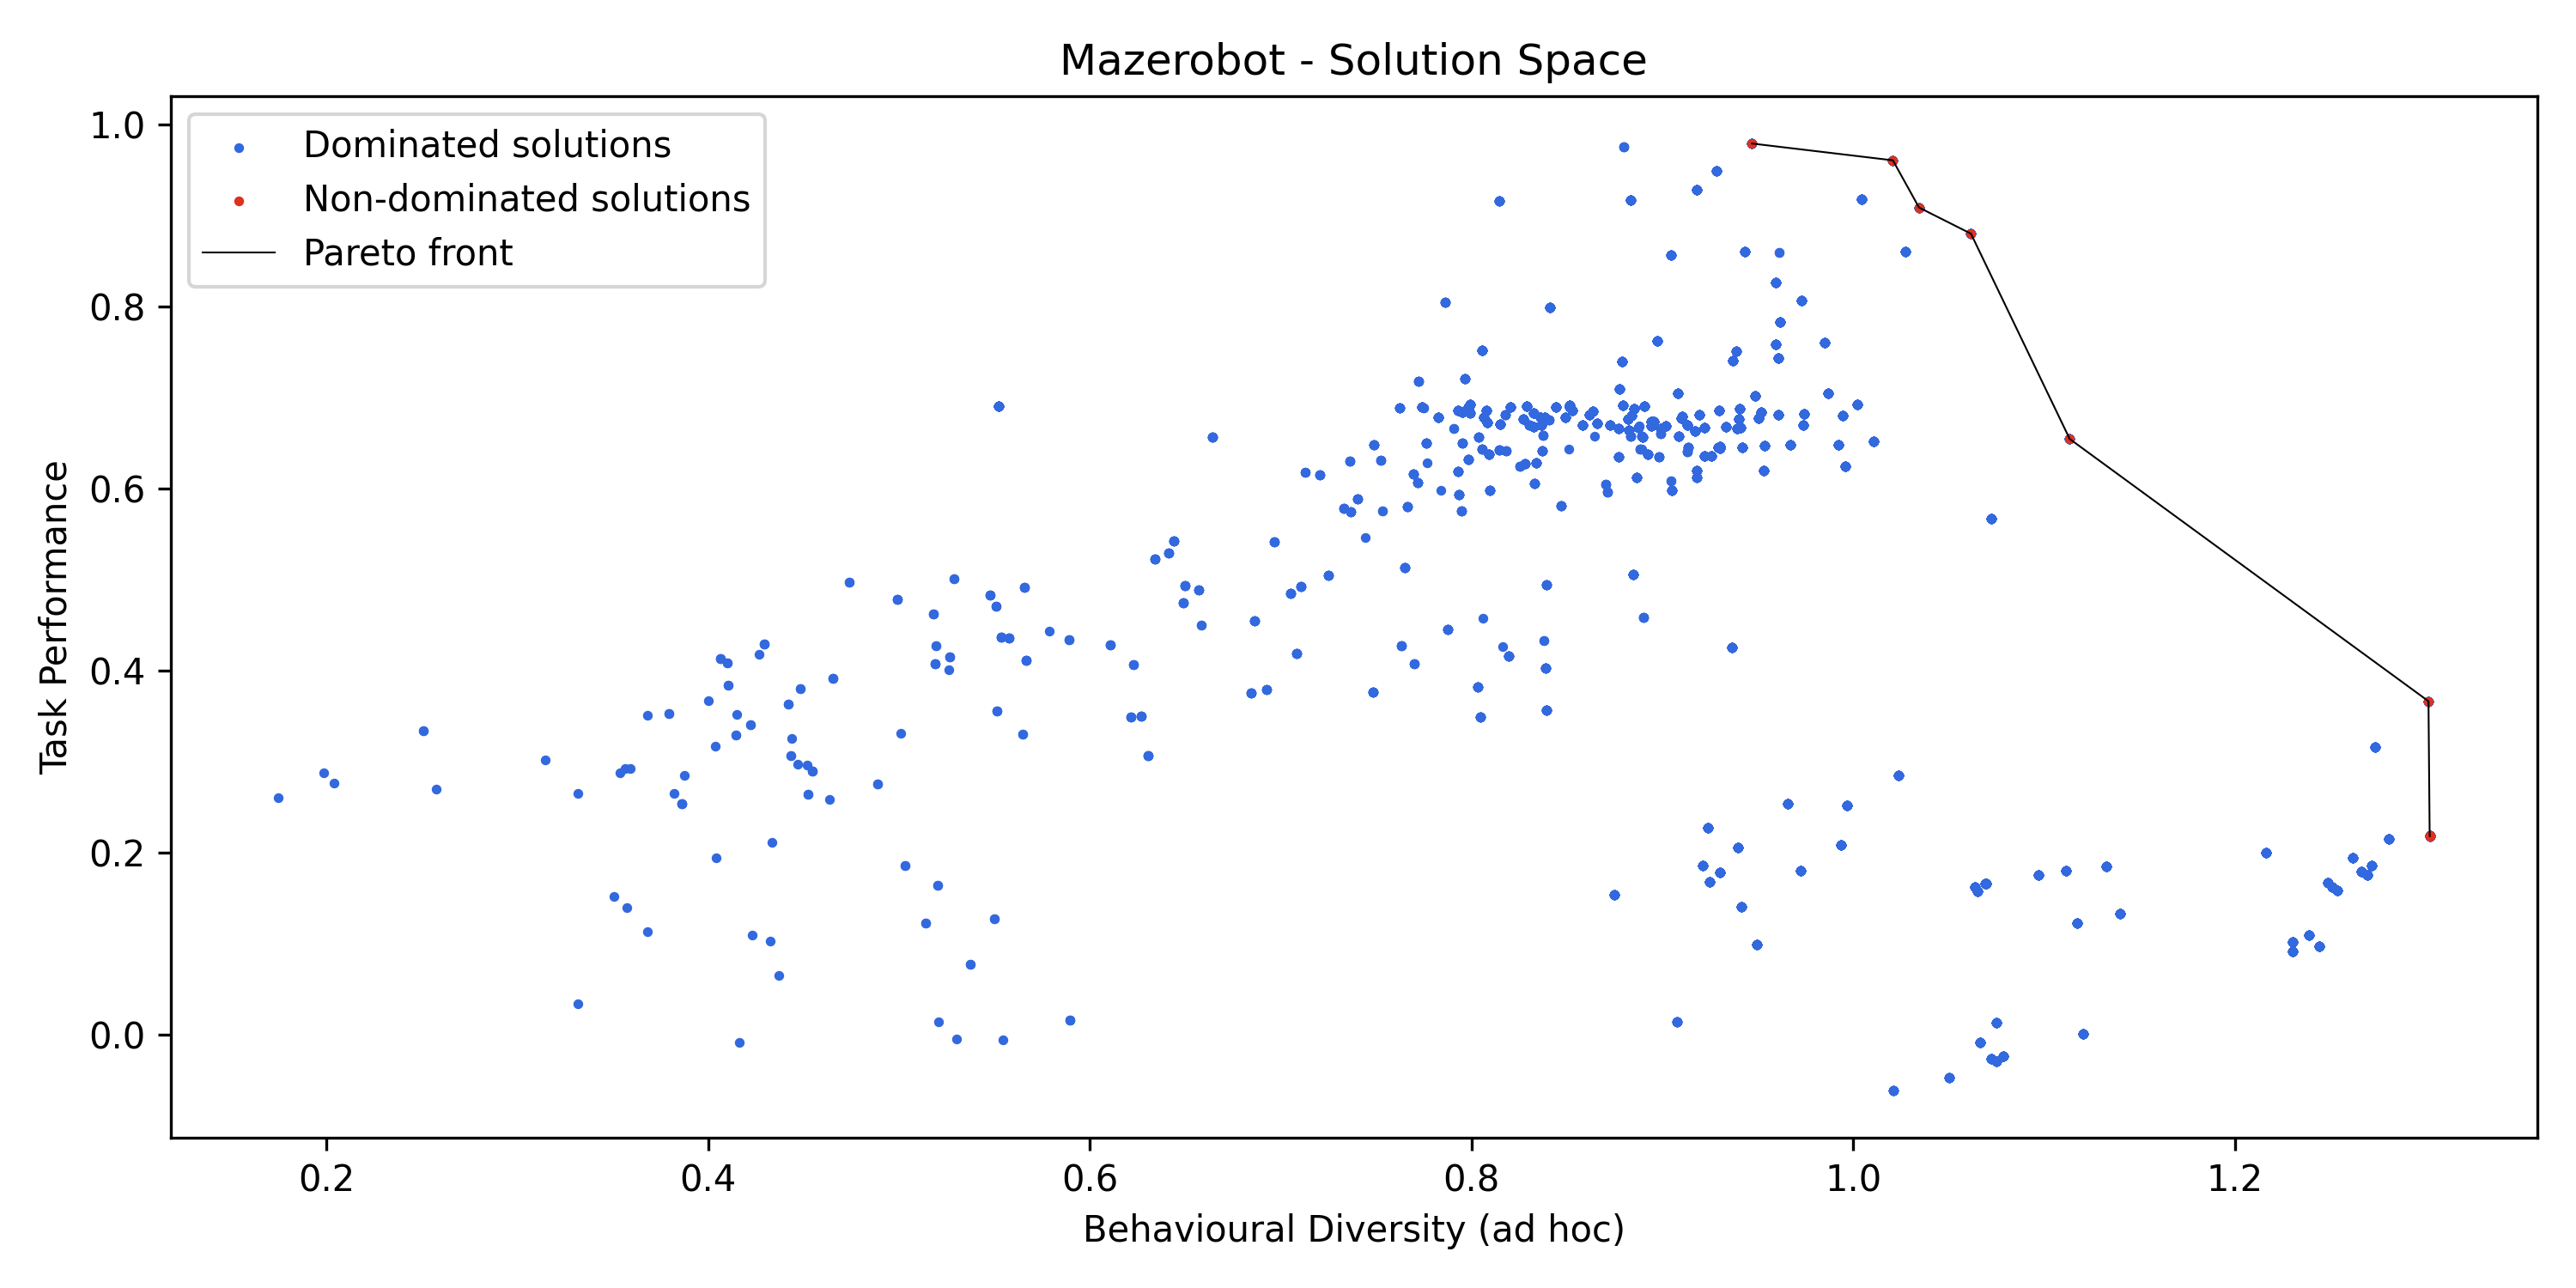 Mazerobot - Solution Space
Dominated solutions
Non-dominated solutions
Pareto front
1.0
0.8
0.6
0.4
0.2
0.0
Task Performance
0.2 0.4 0.6 0.8 1.0 1.2
Behavioural Diversity (ad hoc)